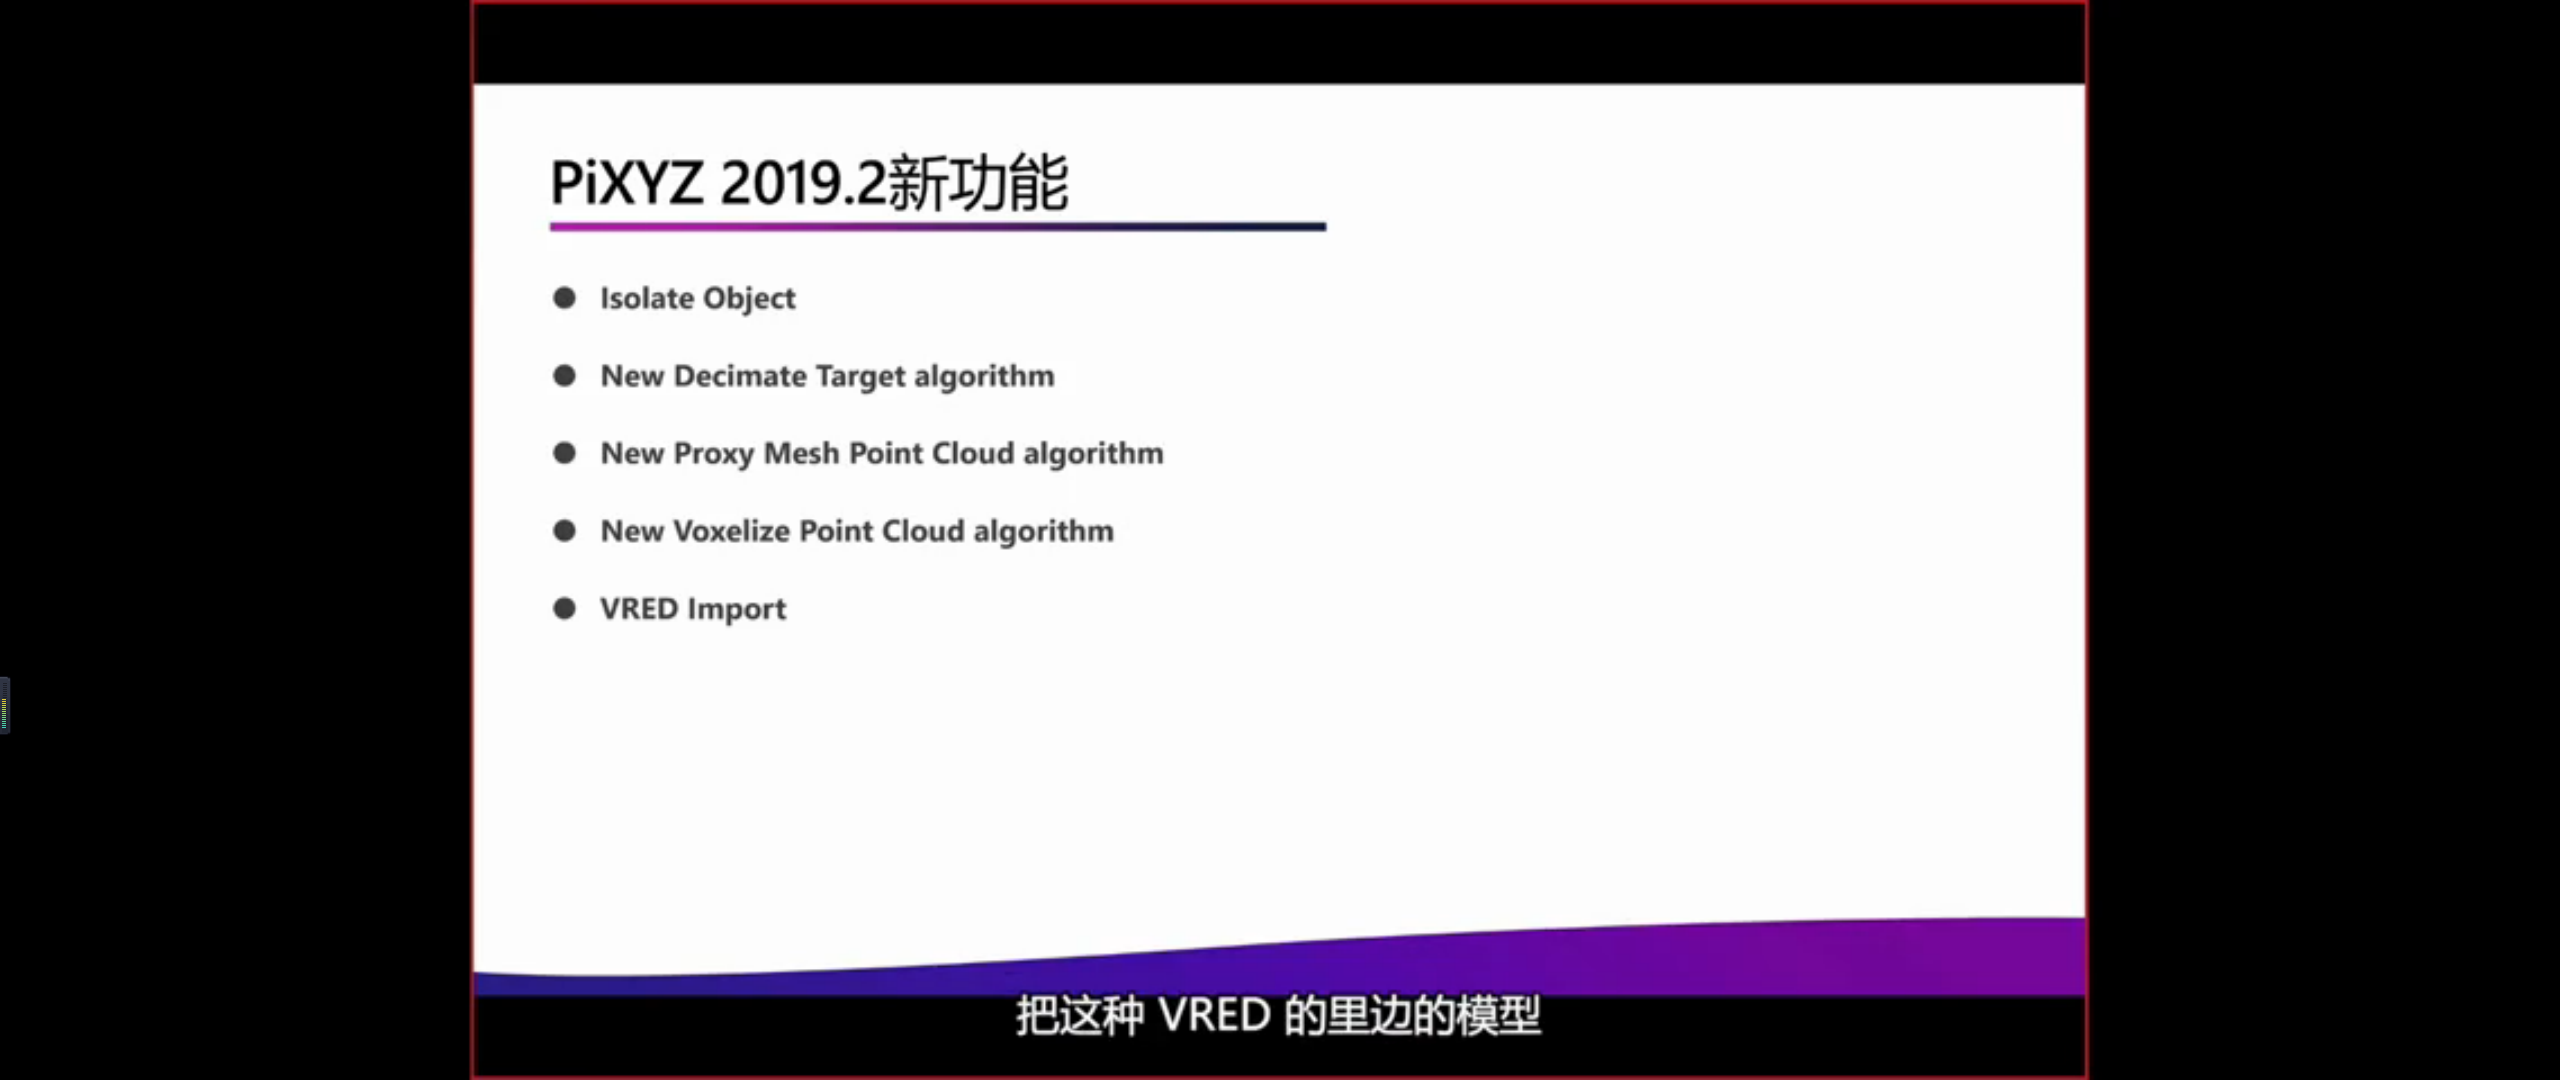 PiXYZ 2019.2新功能
Isolate Object
New Decimate Target algorithm
New Proxy Mesh Point Cloud algorithm
New Voxelize Point Cloud algorithm
VRED Import
把这种 VRED 的里边的模型